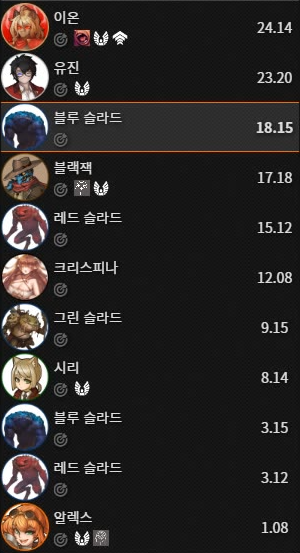 이온
24.14
유진
23.20
블루 슬라드
18.15
블랙잭
17.18
레드 슬라드
15.12
크리스피나
12.08
그린 슬라드
9.15
시리
8.14
블루 슬라드
3.15
레드 슬라드
3.12
알렉스
1.08